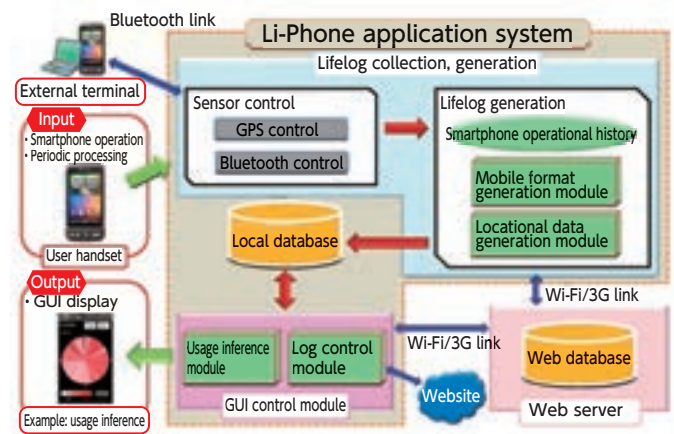 Bluetooth link
Li-Phone application system
Lifelog collection, generation
External terminal
Input
・Smartphone operation
・Periodic processing
User handset
Sensor control
GPS control
Bluetooth control
Lifelog generation
Smartphone operational history
Mobile format
generation module
Locational data
generation module
Local database
Output
・GUI display
Example: usage inference
Usage inference
module
Log control
module
GUI control module
Wi-Fi/3G link
Wi-Fi/3G link
Website
Web database
Web server